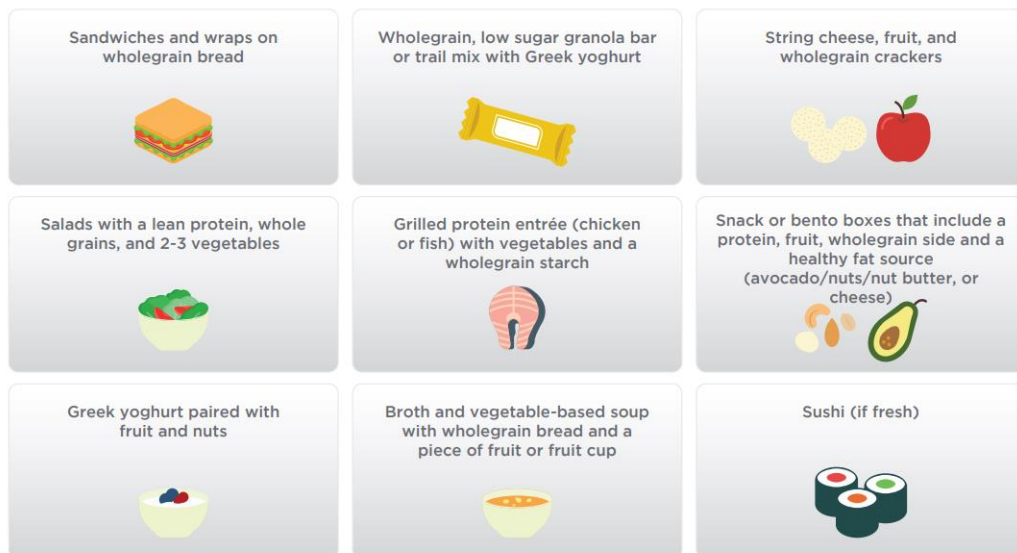 Sandwiches and wraps on
wholegrain bread
Wholegrain, low sugar granola bar
or trail mix with Greek yoghurt
String cheese, fruit, and
wholegrain crackers
Salads with a lean protein, whole
grains, and 2-3 vegetables
Grilled protein entrée (chicken
or fish) with vegetables and a
wholegrain starch
Snack or bento boxes that include a
protein, fruit, wholegrain side and a
healthy fat source
(avocado/nuts/nut butter, or
cheese)
Greek yoghurt paired with
fruit and nuts
Broth and vegetable-based soup
with wholegrain bread and a
piece of fruit or fruit cup
Sushi (if fresh)